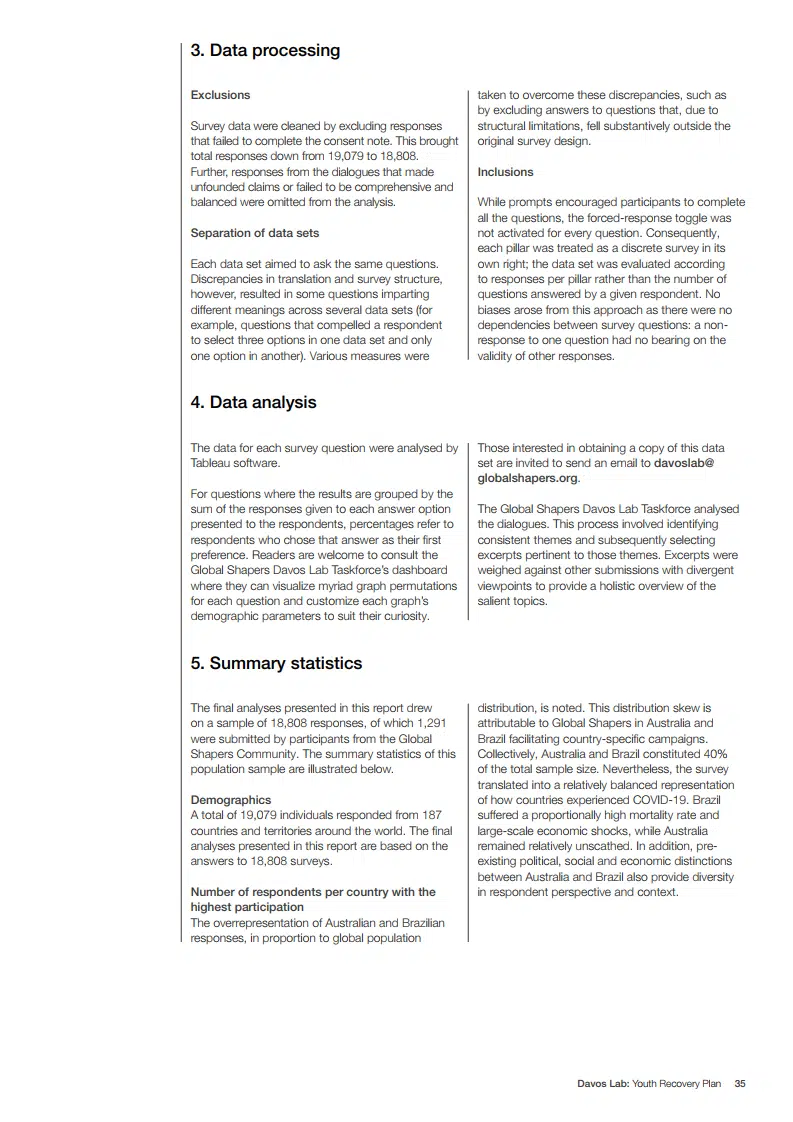 3. Data processing
Exclusions
Survey data were cleaned by excluding responses
that failed to complete the consent note. This brought
total responses down from 19,079 to 18,808.
Further, responses from the dialogues that made
unfounded claims or failed to be comprehensive and
balanced were omitted from the analysis.
Separation of data sets
Each data set aimed to ask the same questions.
Discrepancies in translation and survey structure,
however, resulted in some questions imparting
different meanings across several data sets (for
example, questions that compelled a respondent
to select three options in one data set and only
one option in another). Various measures were
taken to overcome these discrepancies, such as
by excluding answers to questions that, due to
structural limitations, fell substantively outside the
original survey design.
Inclusions
While prompts encouraged participants to complete
all the questions, the forced-response toggle was
not activated for every question. Consequently,
each pillar was treated as a discrete survey in its
own right; the data set was evaluated according
to responses per pillar rather than the number of
questions answered by a given respondent. No
biases arose from this approach as there were no
dependencies between survey questions: a non-
response to one question had no bearing on the
validity of other responses.
4. Data analysis
The data for each survey question were analysed by
Tableau software.
For questions where the results are grouped by the
sum of the responses given to each answer option
presented to the respondents, percentages refer to
respondents who chose that answer as their first
preference. Readers are welcome to consult the
Global Shapers Davos Lab Taskforce's dashboard
where they can visualize myriad graph permutations
for each question and customize each graph's
demographic parameters to suit their curiosity.
Those interested in obtaining a copy of this data
set are invited to send an email to davoslab@
globalshapers.org.
The Global Shapers Davos Lab Taskforce analysed
the dialogues. This process involved identifying
consistent themes and subsequently selecting
excerpts pertinent to those themes. Excerpts were
weighed against other submissions with divergent
viewpoints to provide a holistic overview of the
salient topics.
5. Summary statistics
The final analyses presented in this report drew
on a sample of 18,808 responses, of which 1,291
were submitted by participants from the Global
Shapers Community. The summary statistics of this
population sample are illustrated below.
Demographics
A total of 19,079 individuals responded from 187
countries and territories around the world. The final
analyses presented in this report are based on the
answers to 18,808 surveys.
Number of respondents per country with the
highest participation
The overrepresentation of Australian and Brazilian
responses, in proportion to global population
distribution, is noted. This distribution skew is
attributable to Global Shapers in Australia and
Brazil facilitating country-specific campaigns.
Collectively, Australia and Brazil constituted 40%
of the total sample size. Nevertheless, the survey
translated into a relatively balanced representation
of how countries experienced COVID-19. Brazil
suffered a proportionally high mortality rate and
large-scale economic shocks, while Australia
remained relatively unscathed. In addition, pre-
existing political, social and economic distinctions
between Australia and Brazil also provide diversity
in respondent perspective and context.
Davos Lab: Youth Recovery Plan 35